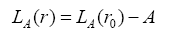 L_A(r) = L_A(r_0) − A